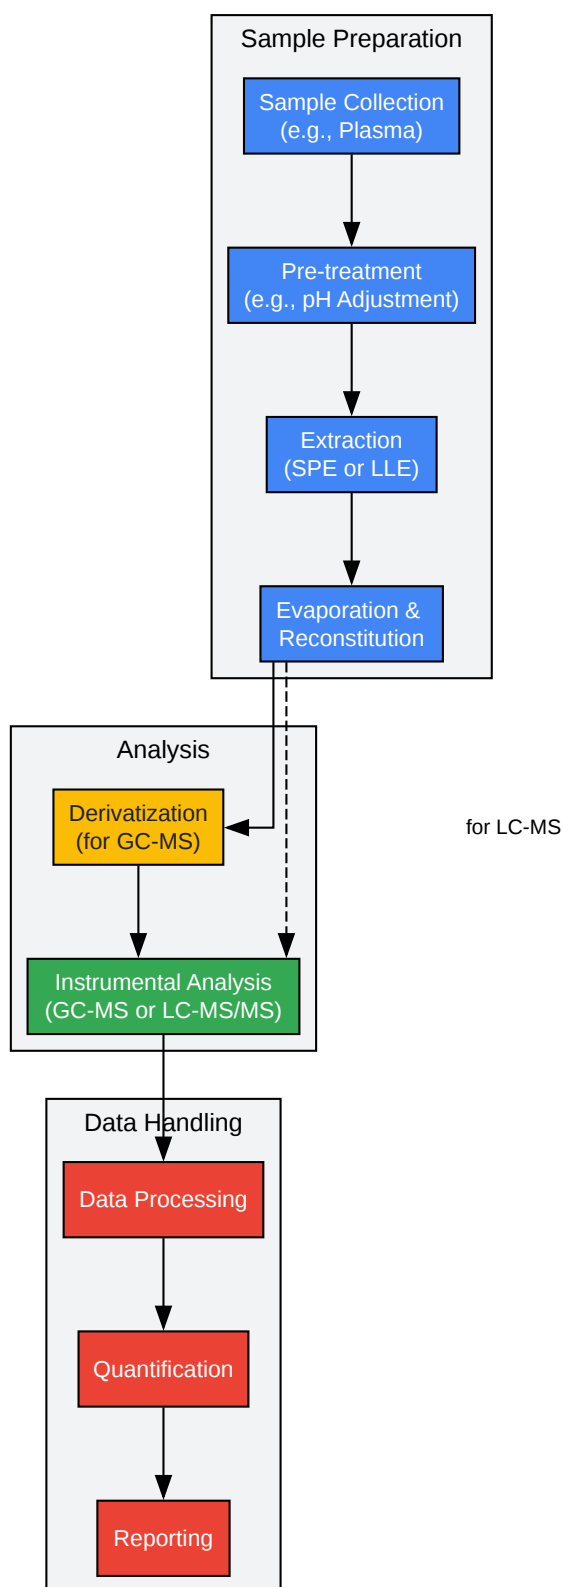 Sample Preparation
Sample Collection
(e.g., Plasma)
Pre-treatment
(e.g., pH Adjustment)
Extraction
(SPE or LLE)
Evaporation &
Reconstitution
Analysis
Derivatization
(for GC-MS)
for LC-MS
Instrumental Analysis
(GC-MS or LC-MS/MS)
Data Handling
Data Processing
Quantification
Reporting